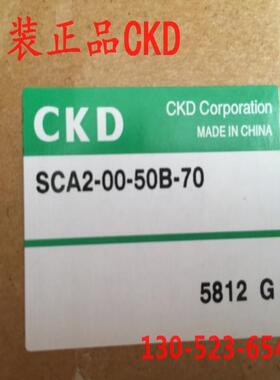 装正品CKD
CKD
CKD Corporation
MADE IN CHINA
SCA2-00-50B-70
5812 G
130-523-654